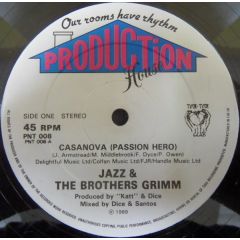 Our rooms have rhythm
PRODUCTION
House
SIDE ONE STEREO
45 RPM
PNT 008
PNT 008 A
CASANOVA (PASSION HERO)
(J. Armstread/M. Middlebrook/F. Dyce/P. Owen)
Delightful Music Ltd/Colfan Music Ltd/FJR/Handle Music Ltd
JAZZ &
THE BROTHERS GRIMM
Produced by "Katt" & Dice
Mixed by Dice & Santos
Ⓟ 1989